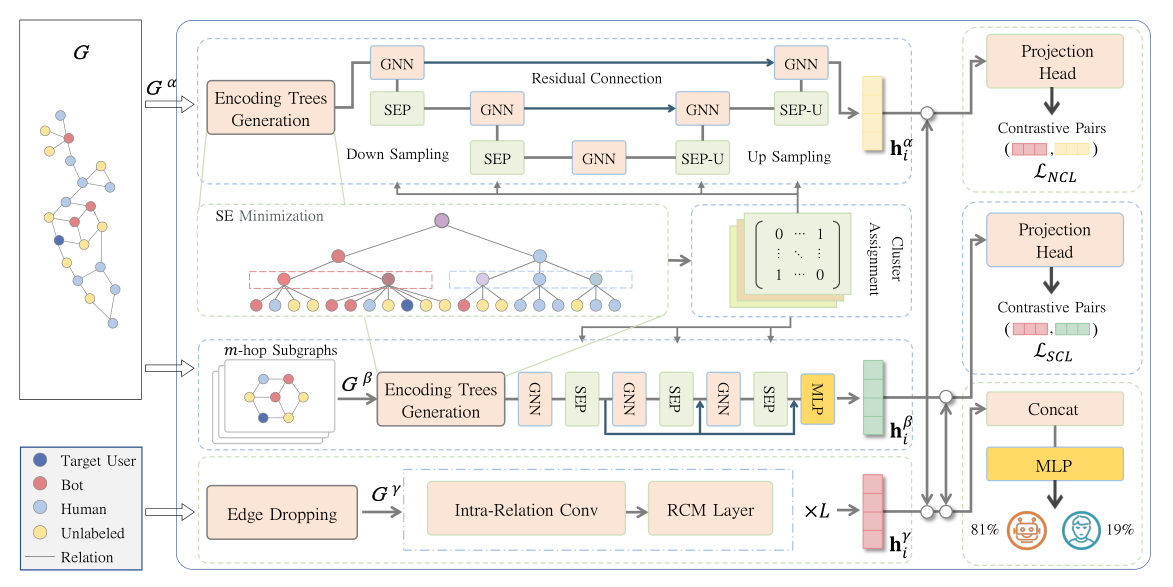 G
G^α
Encoding Trees
Generation
GNN
GNN
Residual Connection
SEP
GNN
GNN
SEP-U
Down Sampling
SEP
GNN
SEP-U
Up Sampling
h_i^α
Projection
Head
Contrastive Pairs
( , )
ℒ_NCL
SE Minimization
0 ⋯ 1
⋮ ⋱ ⋮
1 ⋯ 0
Cluster
Assignment
Projection
Head
Contrastive Pairs
( , )
ℒ_SCL
m-hop Subgraphs
G^β
Encoding Trees
Generation
GNN
SEP
GNN
SEP
GNN
SEP
MLP
h_i^β
Concat
MLP
81%
19%
Target User
Bot
Human
Unlabeled
Relation
Edge Dropping
G^γ
Intra-Relation Conv
RCM Layer
×L
h_i^γ